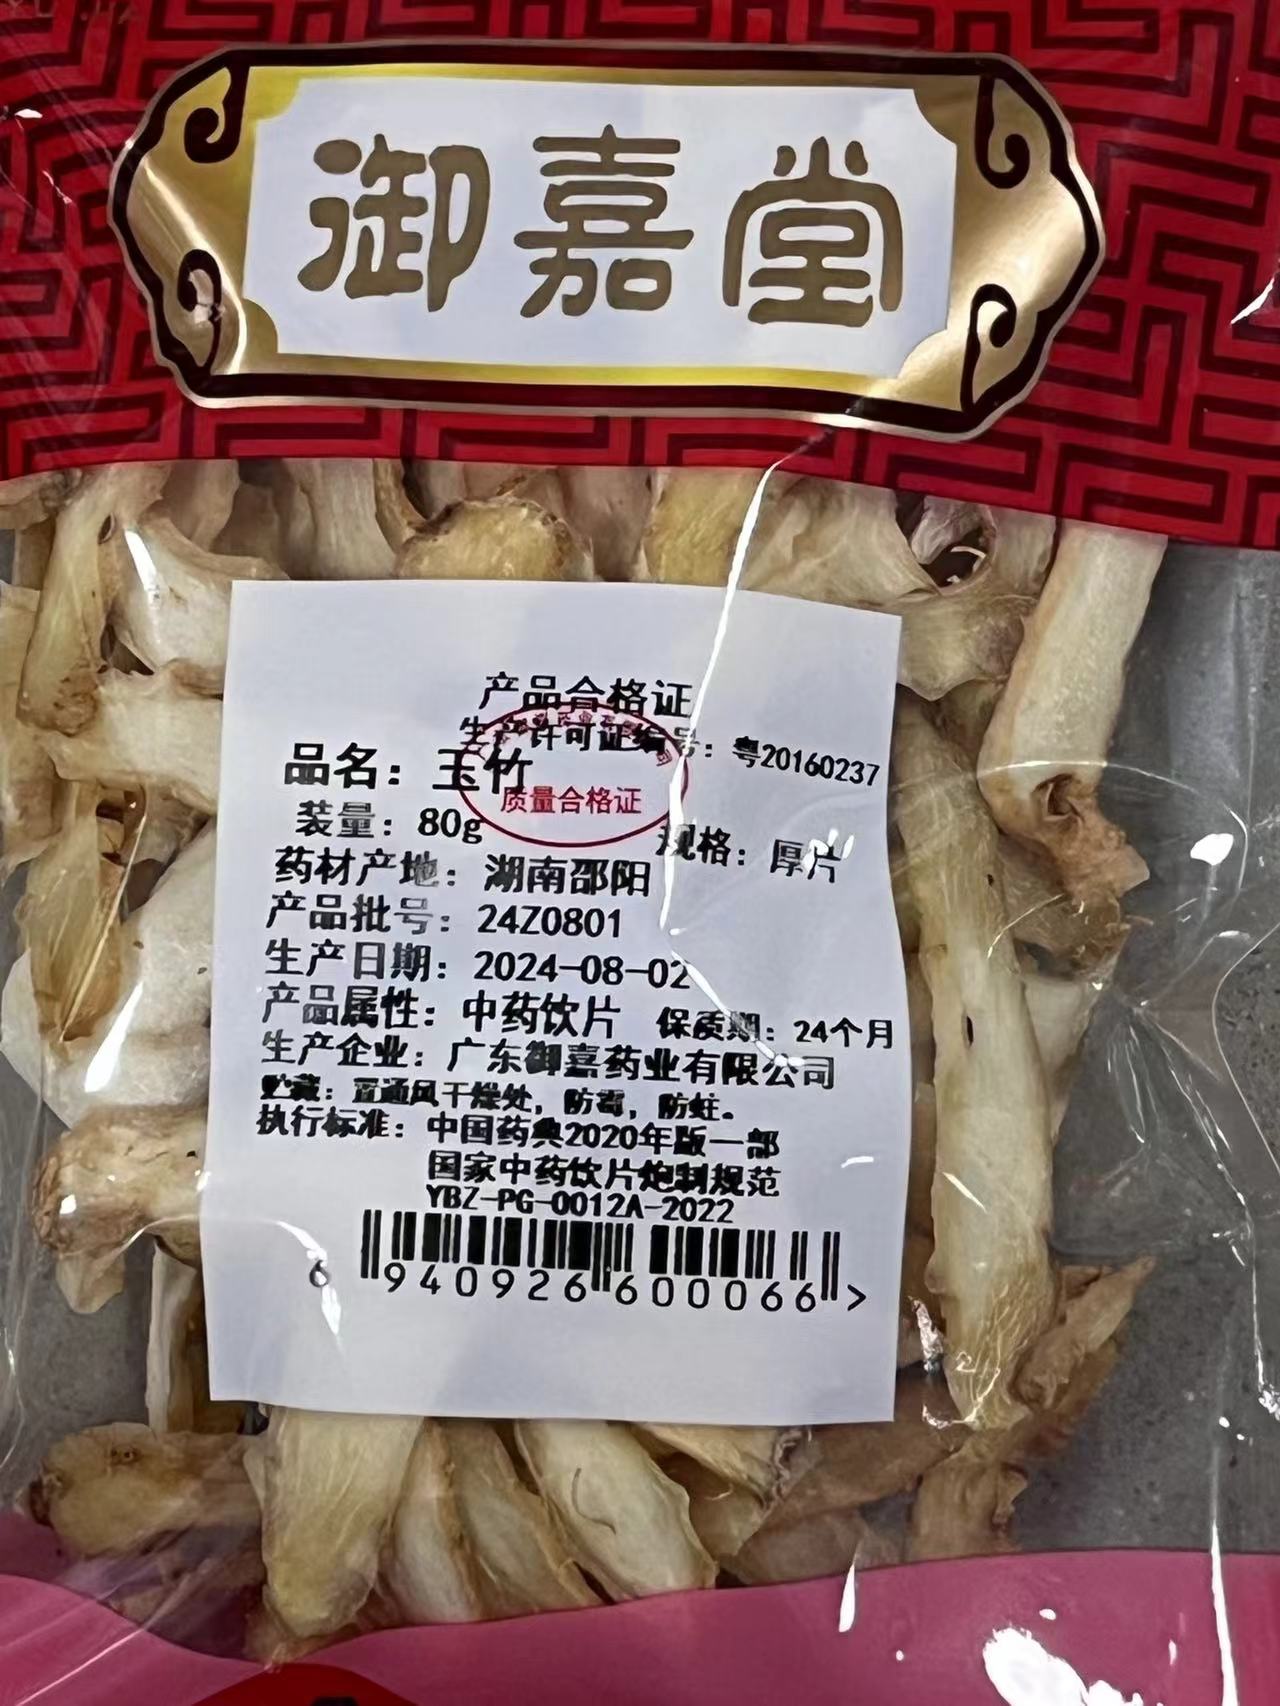 御嘉堂
产品合格证
生产许可证编号：粤20160237
品名：玉竹
质量合格证
装量：80g 规格：厚片
药材产地：湖南邵阳
产品批号：24Z0801
生产日期：2024-08-02
产品属性：中药饮片 保质期：24个月
生产企业：广东御嘉药业有限公司
贮藏：置通风干燥处，防霉，防蛀。
执行标准：中国药典2020年版一部
国家中药饮片炮制规范
YBZ-PG-0012A-2022
6 940926 600066 >